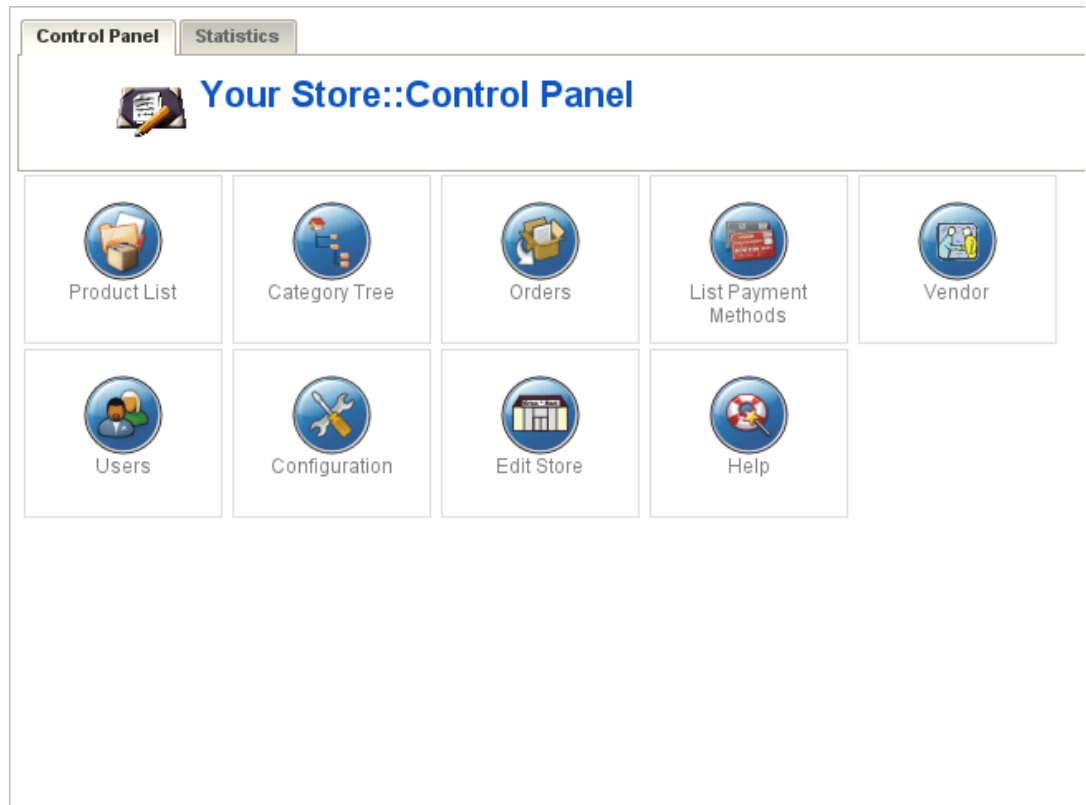 Control Panel Statistics
Your Store::Control Panel
Product List Category Tree Orders List Payment Vendor
Methods
Users Configuration Edit Store Help